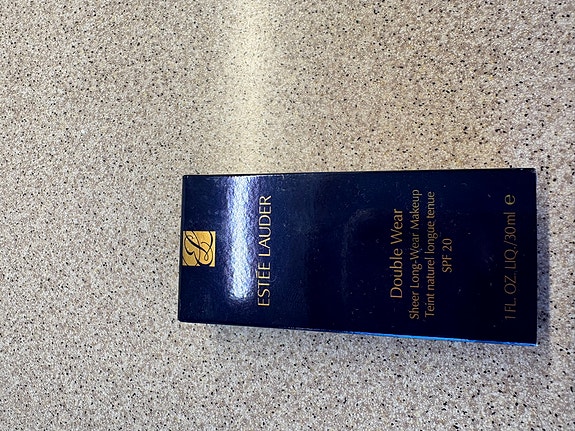 ESTĒE LAUDER
Double Wear
Sheer Long-Wear Makeup
Teint naturel longue tenue
SPF 20
1 FL. OZ. LIQ./30 ml e